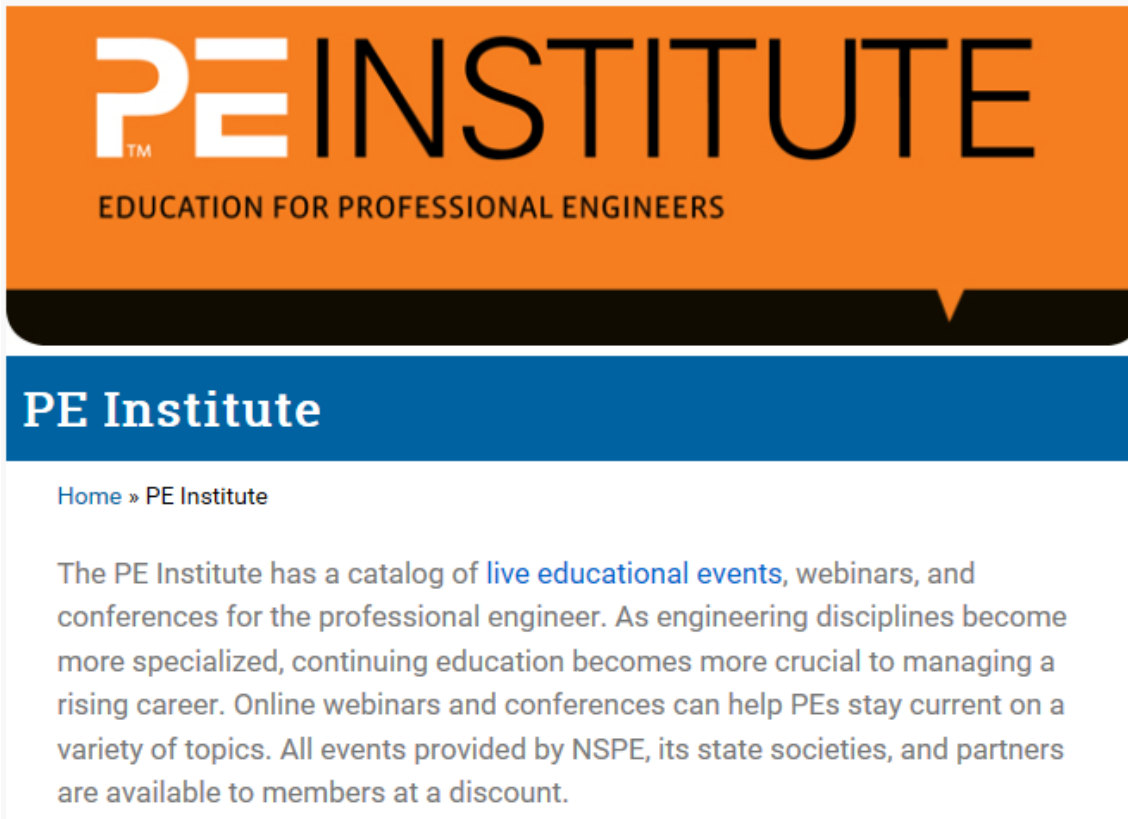 PE INSTITUTE
TM
EDUCATION FOR PROFESSIONAL ENGINEERS
PE Institute
Home » PE Institute
The PE Institute has a catalog of live educational events, webinars, and
conferences for the professional engineer. As engineering disciplines become
more specialized, continuing education becomes more crucial to managing a
rising career. Online webinars and conferences can help PEs stay current on a
variety of topics. All events provided by NSPE, its state societies, and partners
are available to members at a discount.